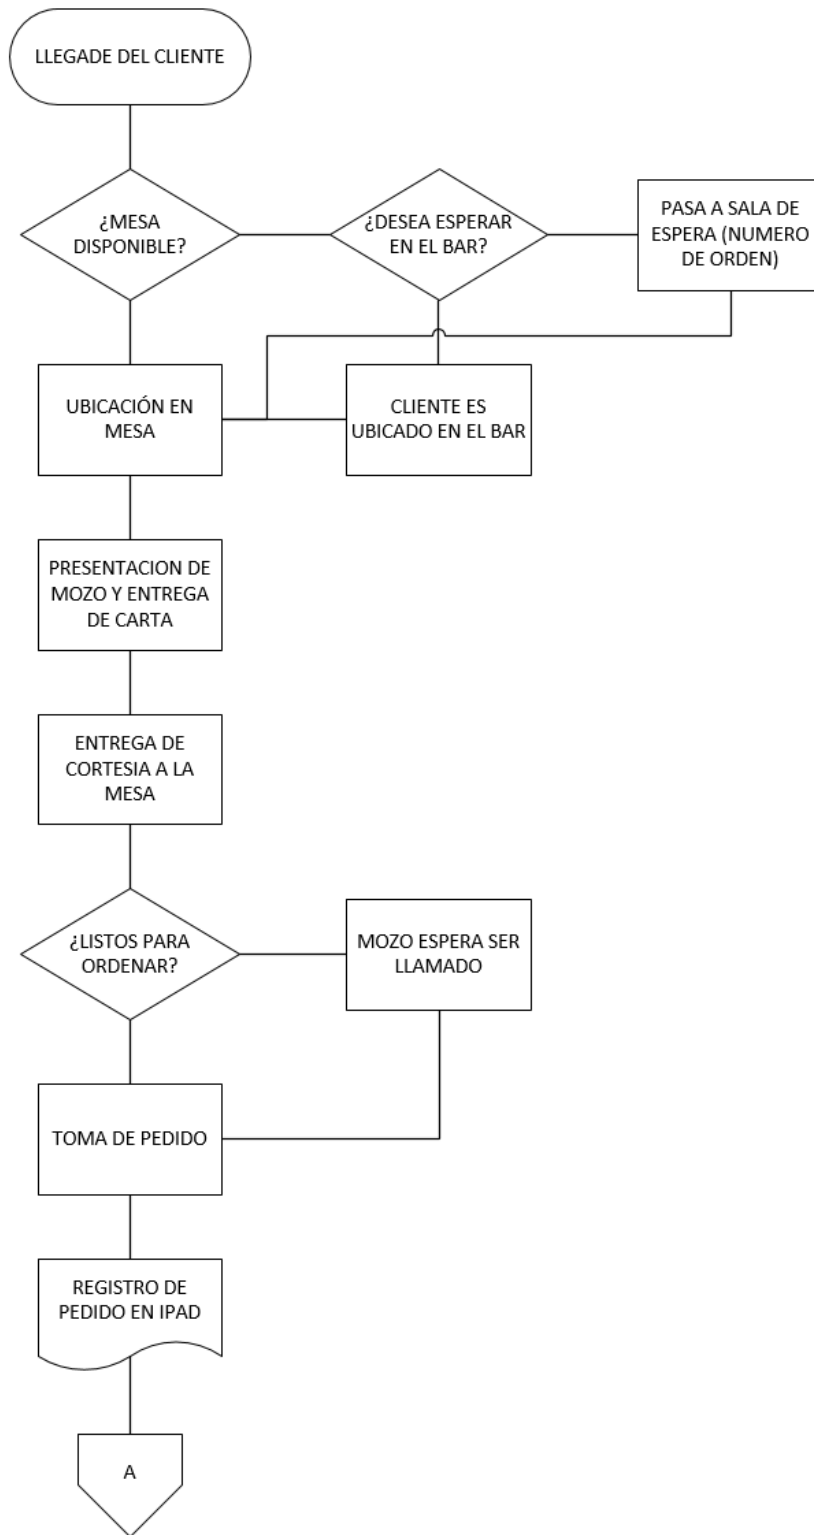 LLEGADE DEL CLIENTE
¿MESA
DISPONIBLE?
¿DESEA ESPERAR
EN EL BAR?
PASA A SALA DE
ESPERA (NUMERO
DE ORDEN)
UBICACIÓN EN
MESA
CLIENTE ES
UBICADO EN EL BAR
PRESENTACION DE
MOZO Y ENTREGA
DE CARTA
ENTREGA DE
CORTESIA A LA
MESA
¿LISTOS PARA
ORDENAR?
MOZO ESPERA SER
LLAMADO
TOMA DE PEDIDO
REGISTRO DE
PEDIDO EN IPAD
A